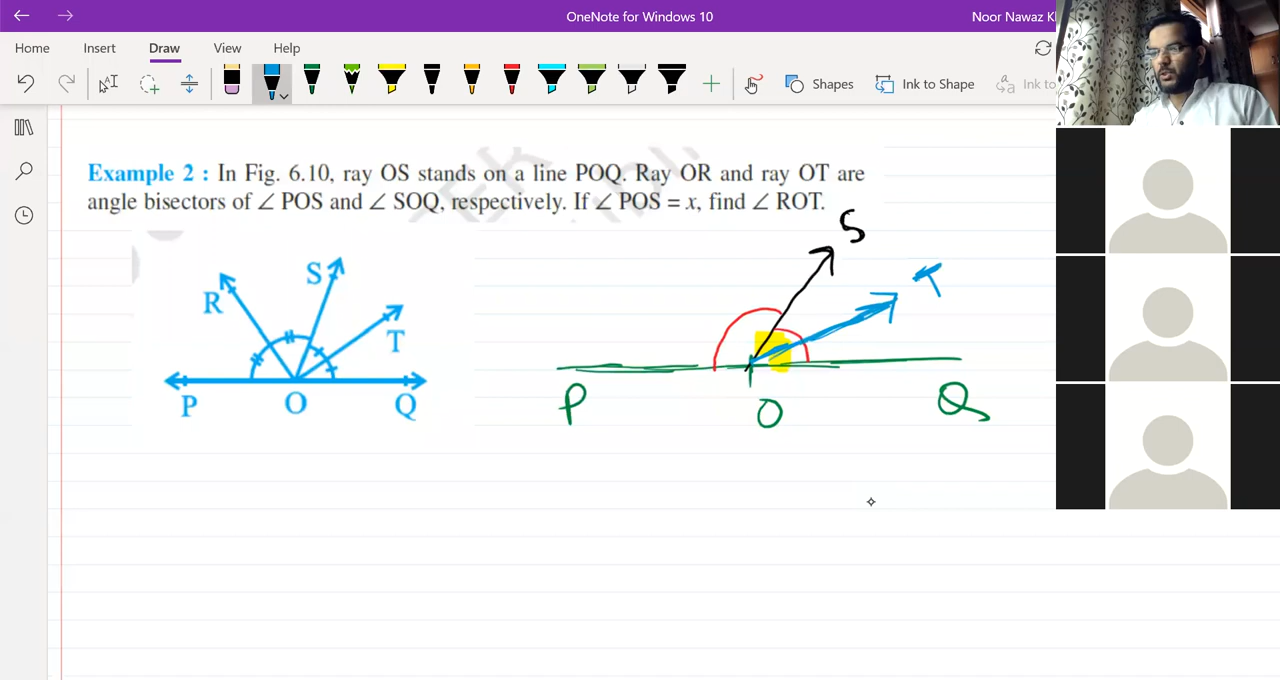 OneNote for Windows 10
Noor Nawaz Kh
Home Insert Draw View Help
Shapes Ink to Shape Ink to
Example 2 : In Fig. 6.10, ray OS stands on a line POQ. Ray OR and ray OT are
angle bisectors of ∠ POS and ∠ SOQ, respectively. If ∠ POS = x, find ∠ ROT.
R S T
P O Q
S
T
P O Q